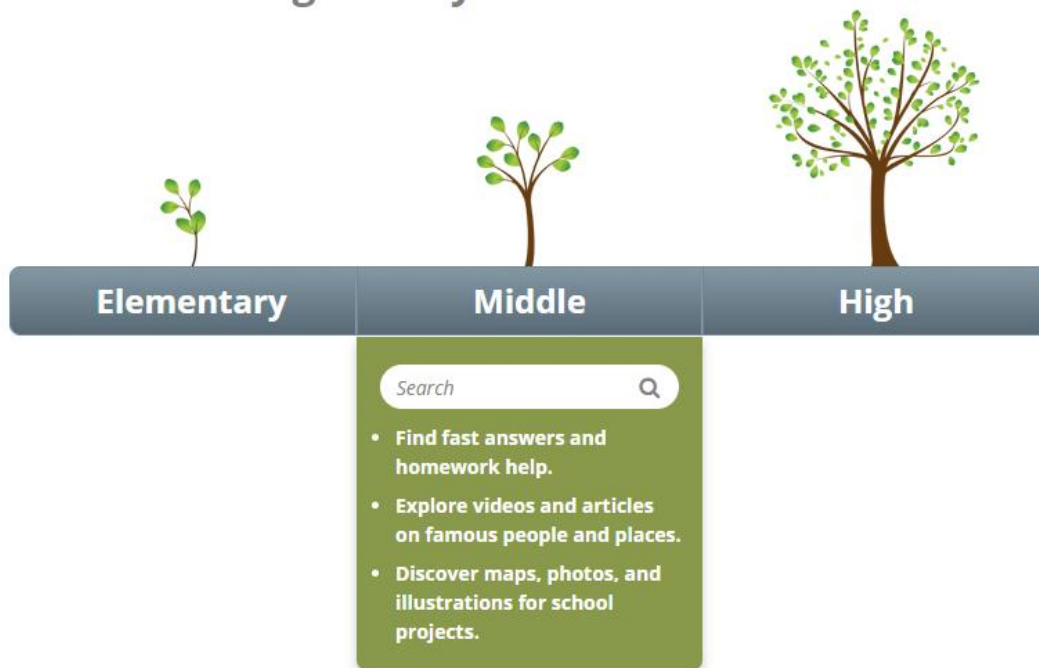 Elementary
Middle
High
Search
• Find fast answers and
homework help.
• Explore videos and articles
on famous people and places.
• Discover maps, photos, and
illustrations for school
projects.